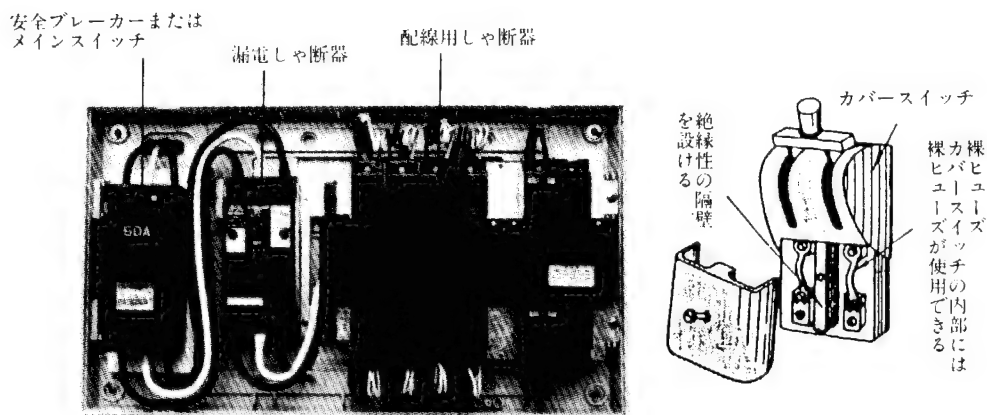 安全ブレーカーまたは
メインスイッチ
漏電しゃ断器
配線用しゃ断器
50A
カバースイッチ
絶縁性の隔壁
を設ける
裸ヒューズ
カバースイッチの内部には
裸ヒューズが使用できる